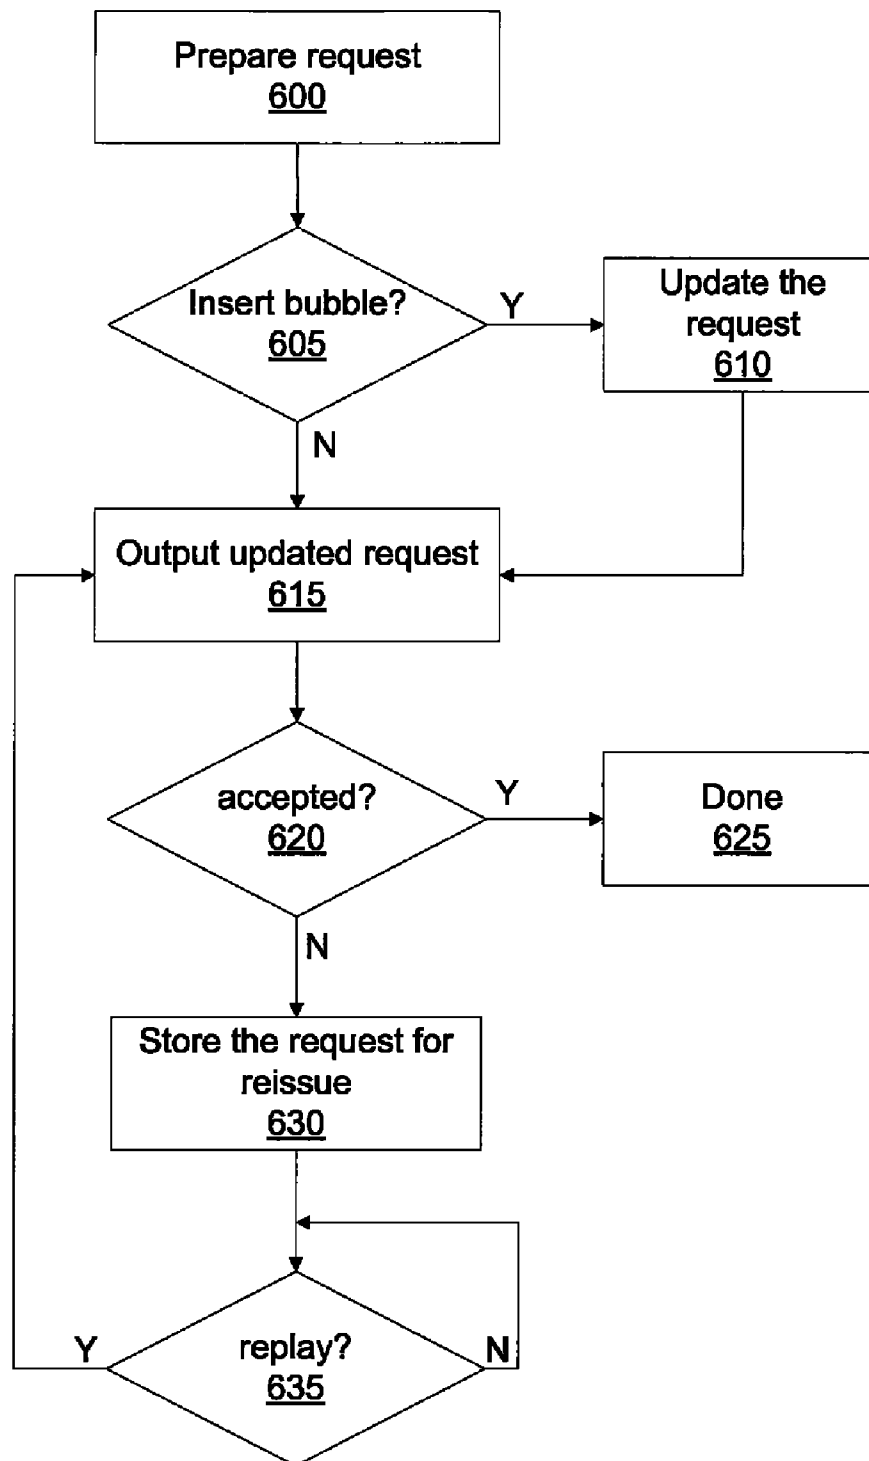 Prepare request
600
Insert bubble?
605
Y
Update the
request
610
N
Output updated request
615
accepted?
620
Y
Done
625
N
Store the request for
reissue
630
Y
replay?
635
N